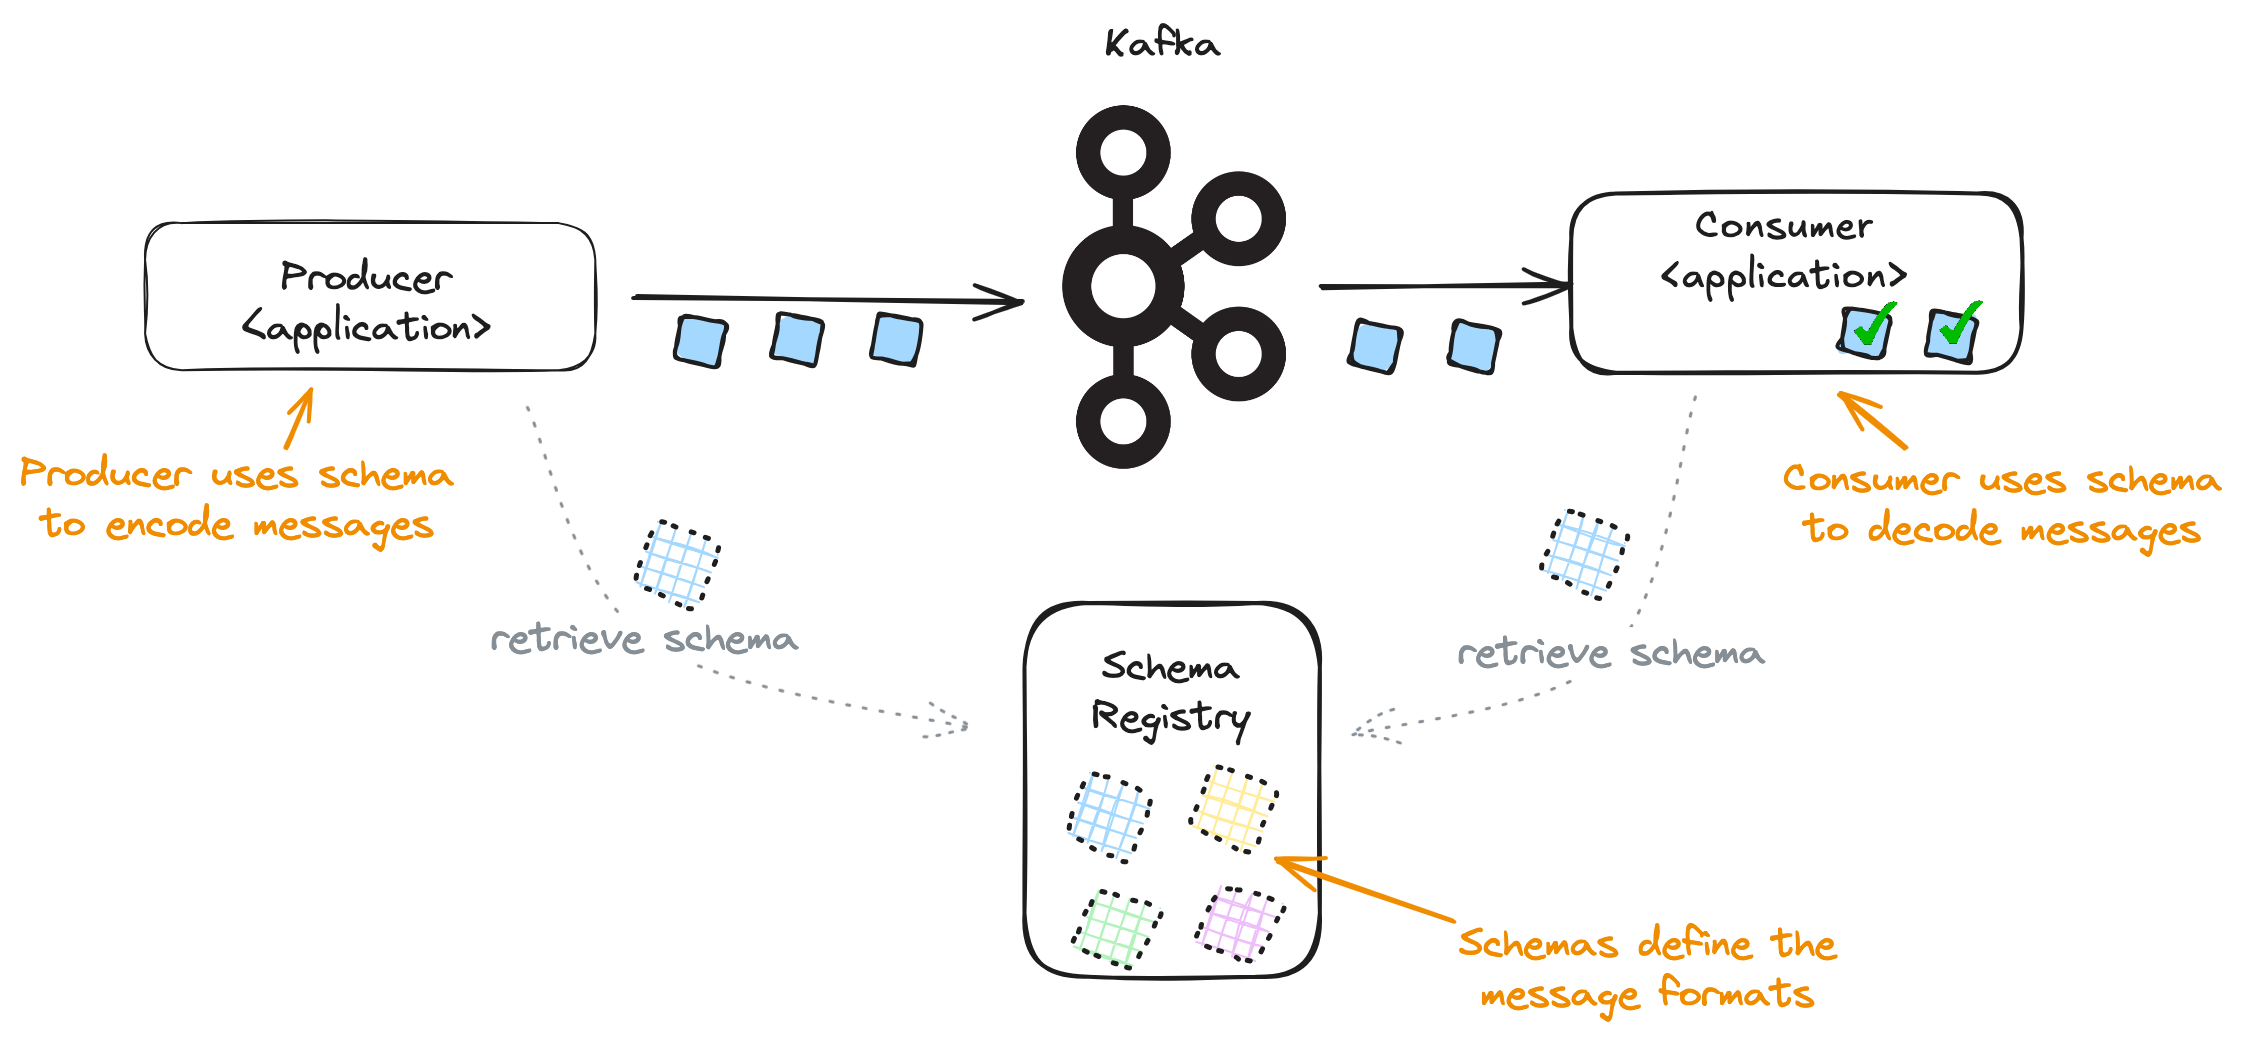 Kafka
Producer
<application>
Consumer
<application>
Producer uses schema
to encode messages
Consumer uses schema
to decode messages
retrieve schema
retrieve schema
Schema
Registry
Schemas define the
message formats